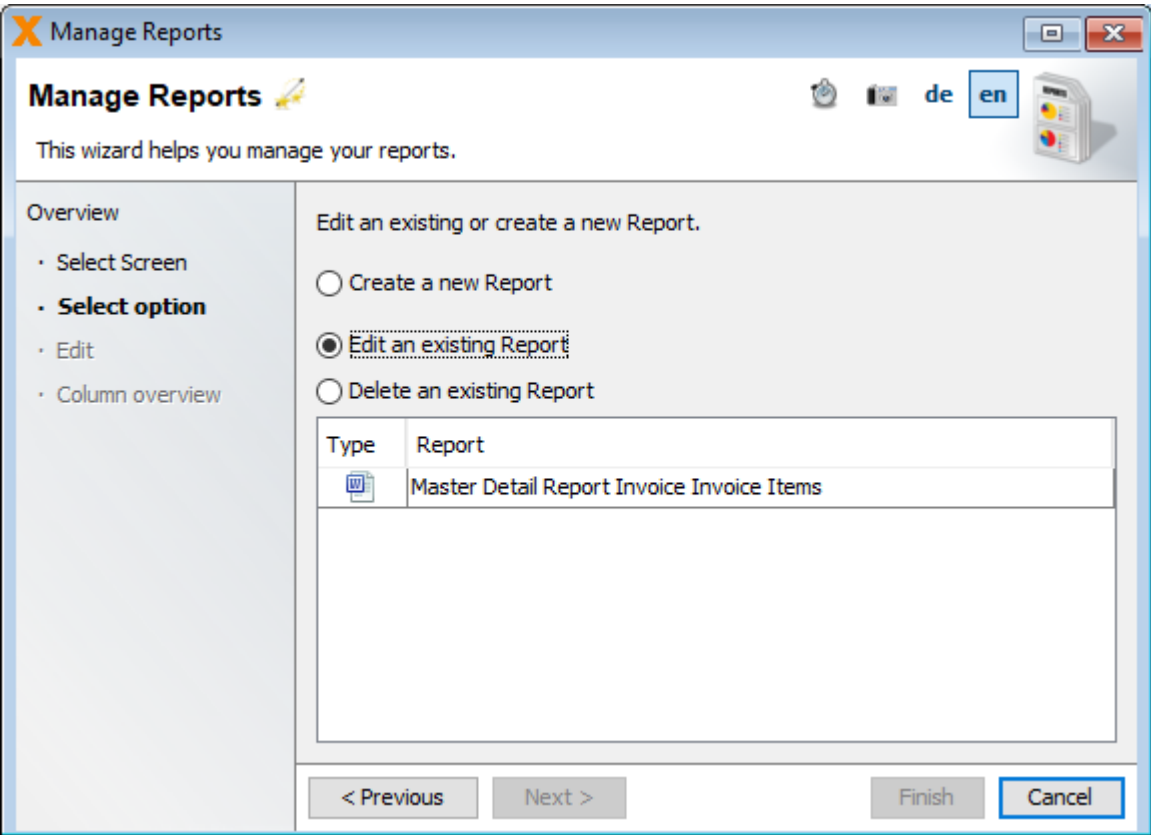 Manage Reports
Manage Reports
de en
This wizard helps you manage your reports.
Overview
· Select Screen
· Select option
· Edit
· Column overview
Edit an existing or create a new Report.
Create a new Report
Edit an existing Report
Delete an existing Report
Type Report
Master Detail Report Invoice Invoice Items
< Previous Next > Finish Cancel